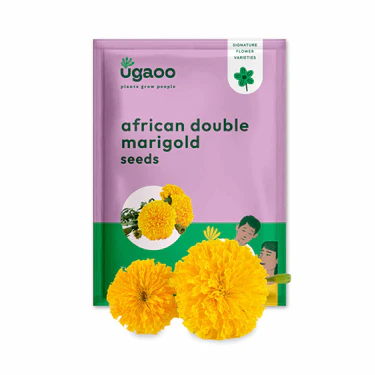 ugaoo
plants grow people
SIGNATURE
FLOWER
VARIETIES
african double
marigold
seeds